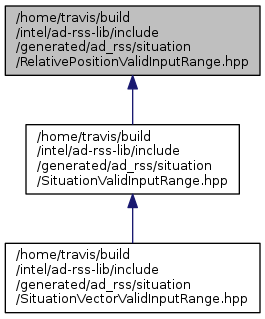 /home/travis/build
/intel/ad-rss-lib/include
/generated/ad_rss/situation
/RelativePositionValidInputRange.hpp
/home/travis/build
/intel/ad-rss-lib/include
/generated/ad_rss/situation
/SituationValidInputRange.hpp
/home/travis/build
/intel/ad-rss-lib/include
/generated/ad_rss/situation
/SituationVectorValidInputRange.hpp